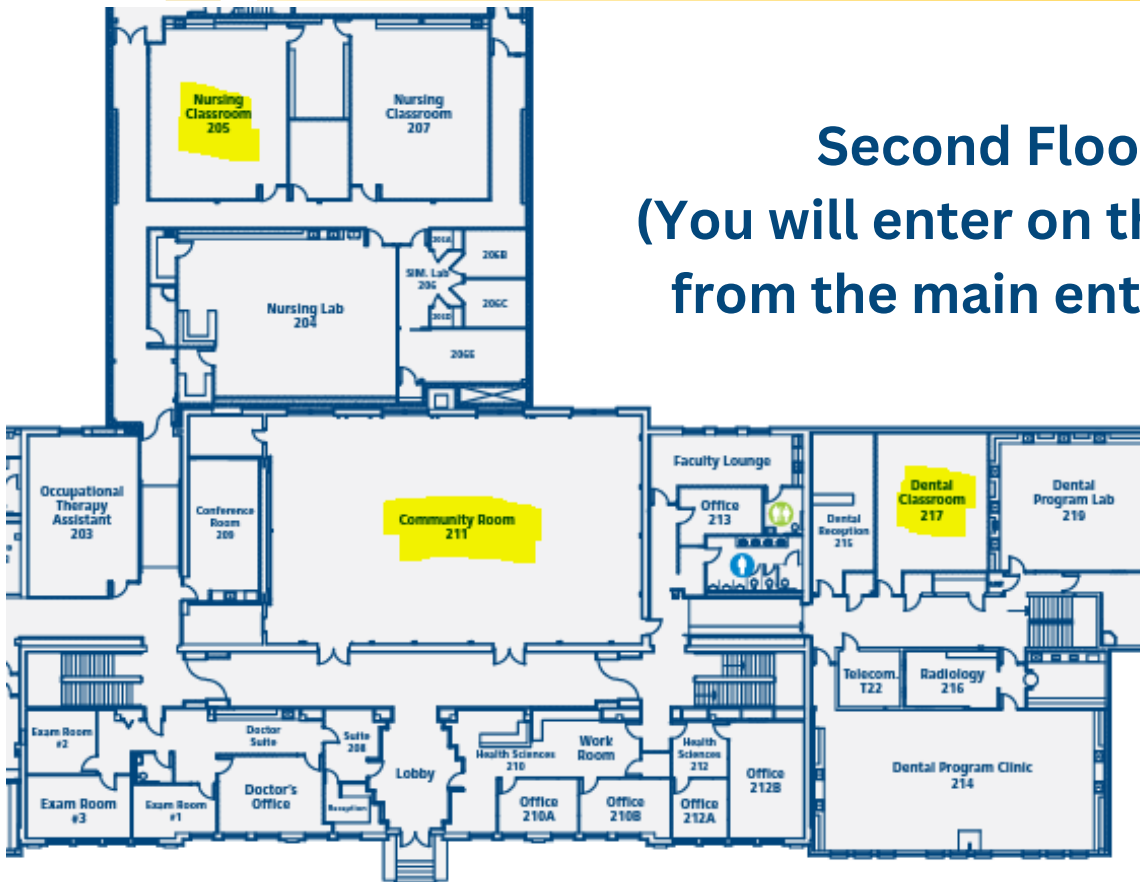 Second Floo
(You will enter on th
from the main ent
Nursing
Classroom
205
Nursing
Classroom
207
Nursing Lab
204
SIM. Lab
206
206B
206C
206E
Occupational
Therapy
Assistant
203
Conference
Room
209
Community Room
211
Faculty Lounge
Office
213
Dental
Reception
215
Dental
Classroom
217
Dental
Program Lab
219
Telecom.
T22
Radiology
216
Dental Program Clinic
214
Exam Room
#2
Exam Room
#3
Exam Room
#1
Doctor
Suite
Doctor's
Office
Suite
208
Reception
Lobby
Health Sciences
210
Work
Room
Office
210A
Office
210B
Health
Sciences
212
Office
212A
Office
212B